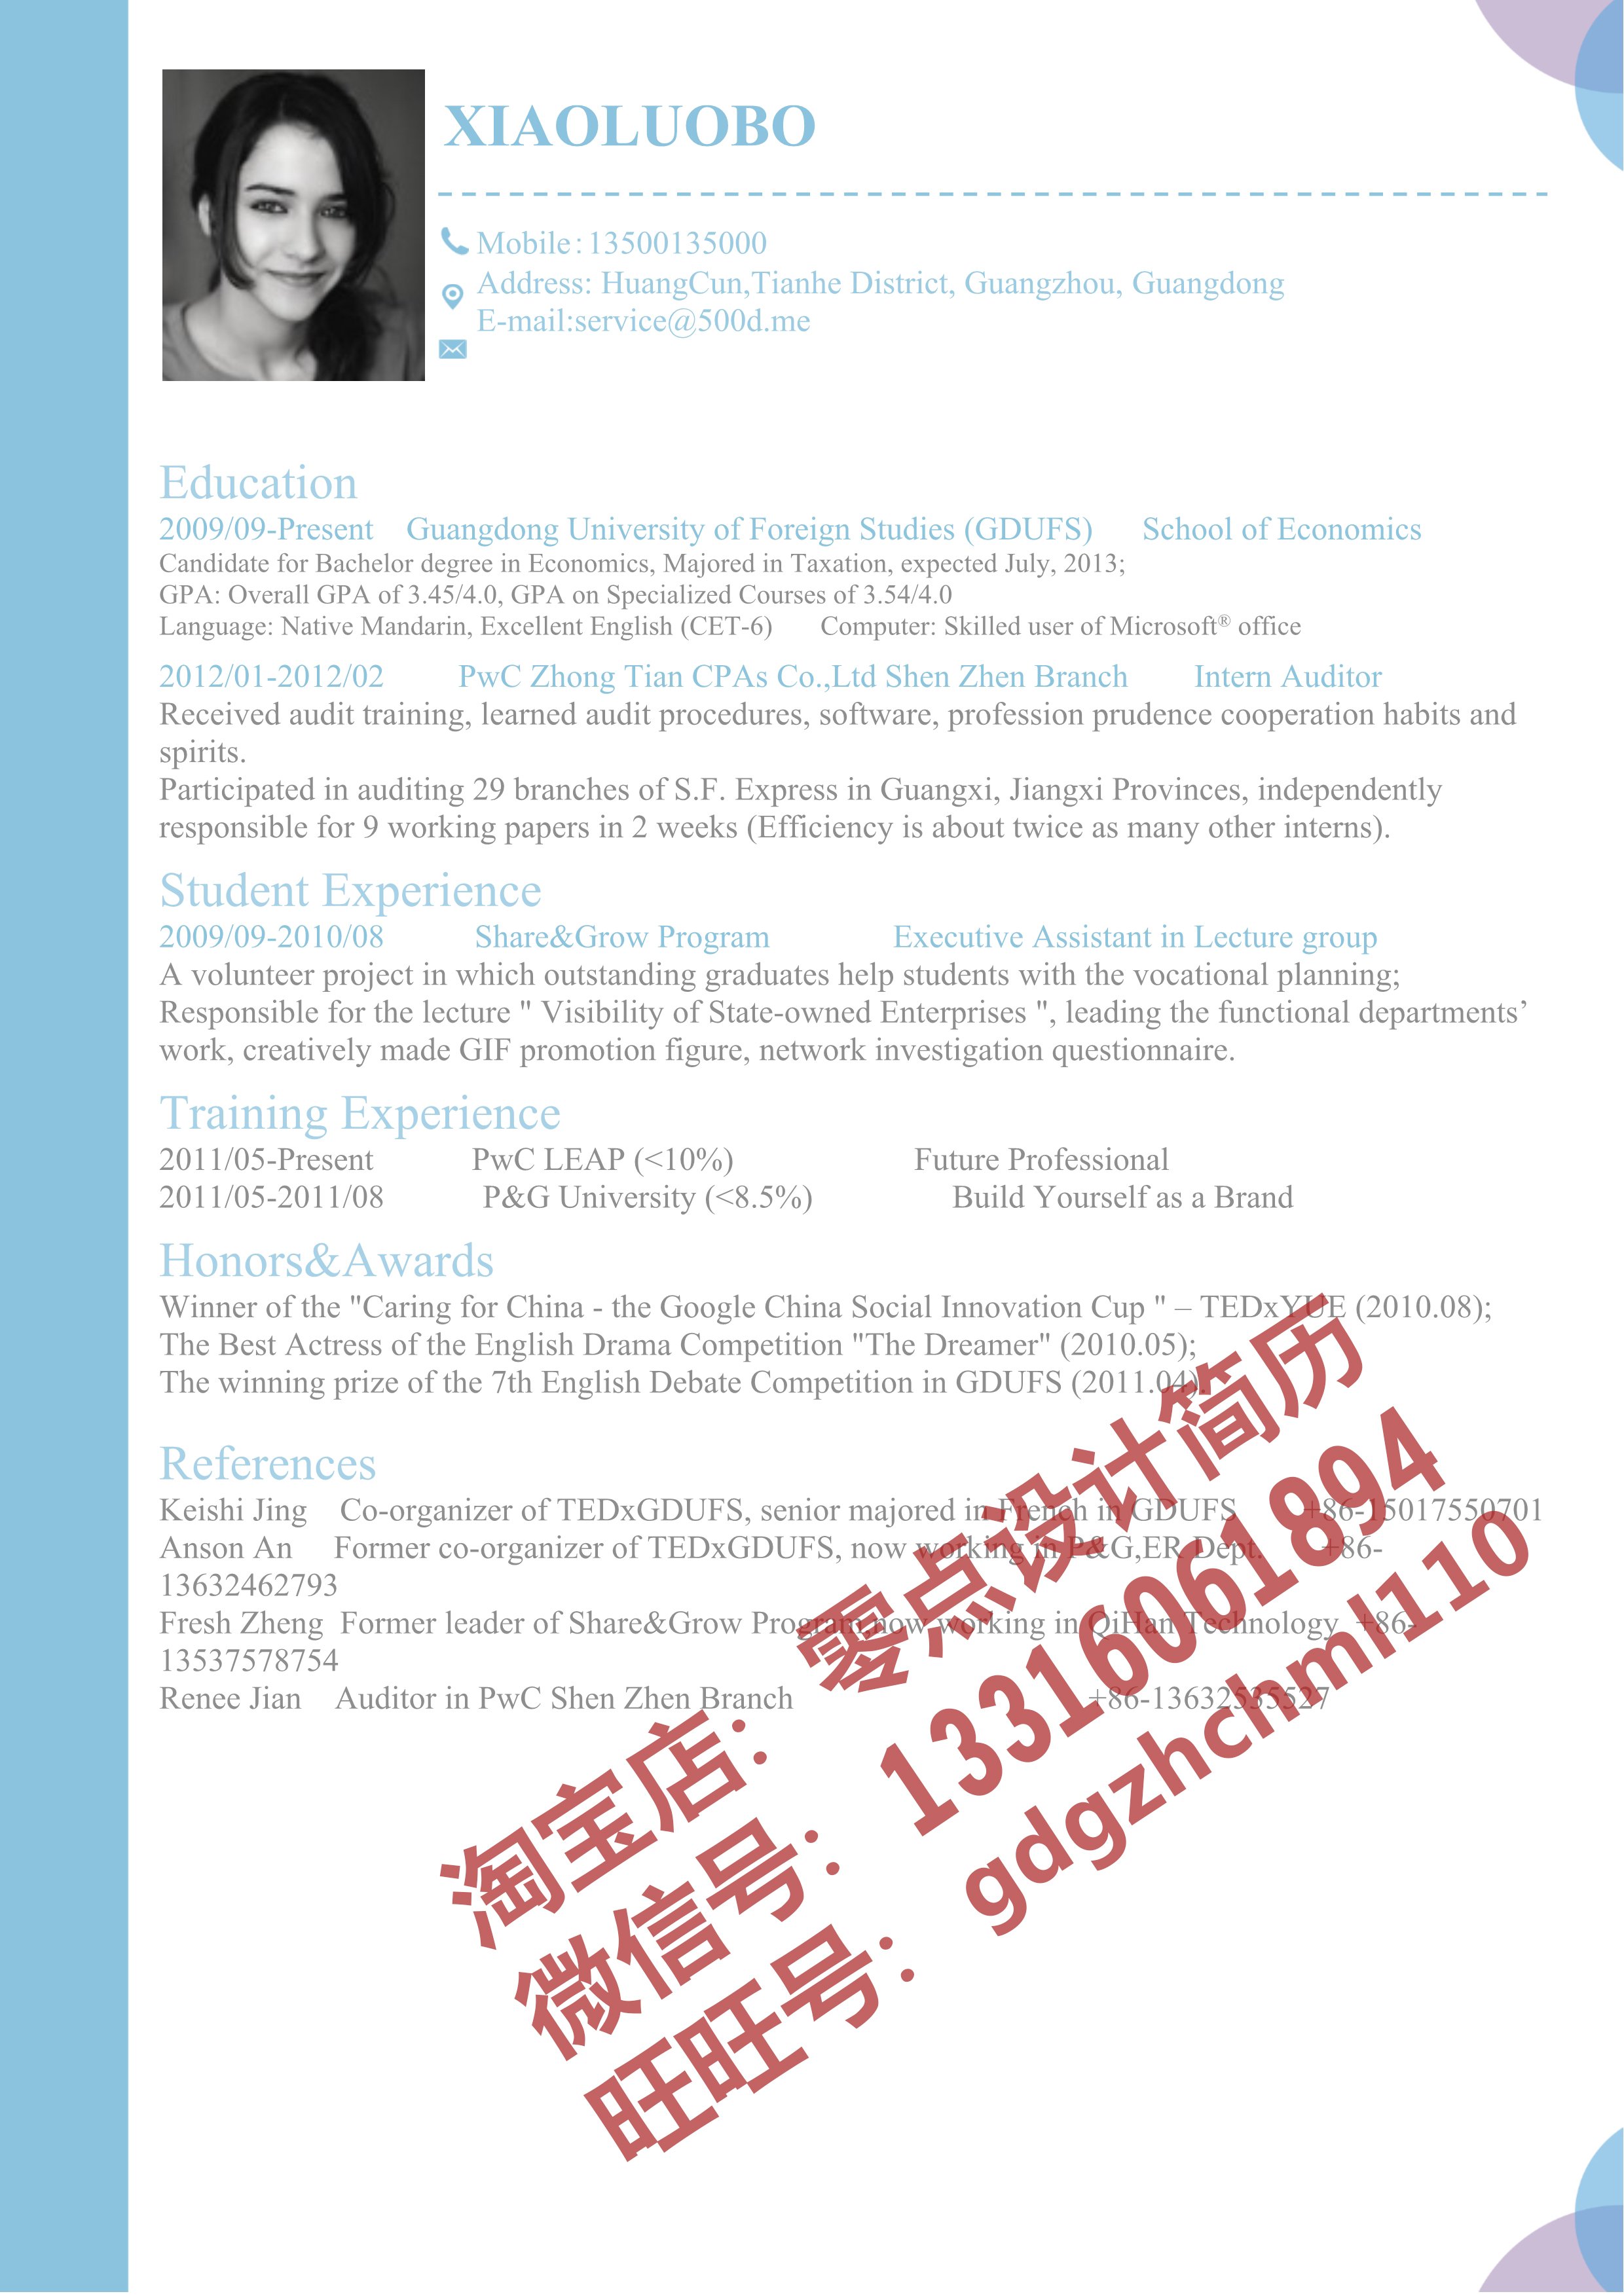 XIAOLUOBO
Mobile:13500135000
Address: HuangCun,Tianhe District, Guangzhou, Guangdong
E-mail:service@500d.me
Education
2009/09-Present Guangdong University of Foreign Studies (GDUFS) School of Economics
Candidate for Bachelor degree in Economics, Majored in Taxation, expected July, 2013;
GPA: Overall GPA of 3.45/4.0, GPA on Specialized Courses of 3.54/4.0
Language: Native Mandarin, Excellent English (CET-6) Computer: Skilled user of Microsoft® office
2012/01-2012/02 PwC Zhong Tian CPAs Co.,Ltd Shen Zhen Branch Intern Auditor
Received audit training, learned audit procedures, software, profession prudence cooperation habits and
spirits.
Participated in auditing 29 branches of S.F. Express in Guangxi, Jiangxi Provinces, independently
responsible for 9 working papers in 2 weeks (Efficiency is about twice as many other interns).
Student Experience
2009/09-2010/08 Share&Grow Program Executive Assistant in Lecture group
A volunteer project in which outstanding graduates help students with the vocational planning;
Responsible for the lecture " Visibility of State-owned Enterprises ", leading the functional departments’
work, creatively made GIF promotion figure, network investigation questionnaire.
Training Experience
2011/05-Present PwC LEAP (<10%) Future Professional
2011/05-2011/08 P&G University (<8.5%) Build Yourself as a Brand
Honors&Awards
Winner of the "Caring for China - the Google China Social Innovation Cup " – TEDxYUE (2010.08);
The Best Actress of the English Drama Competition "The Dreamer" (2010.05);
The winning prize of the 7th English Debate Competition in GDUFS (2011.04).
References
Keishi Jing Co-organizer of TEDxGDUFS, senior majored in French in GDUFS +86-15017550701
Anson An Former co-organizer of TEDxGDUFS, now working in P&G,ER Dept. +86-
13632462793
Fresh Zheng Former leader of Share&Grow Program,now working in QiHan Technology +86-
13537578754
Renee Jian Auditor in PwC Shen Zhen Branch +86-13632535527
淘宝店: 零点设计简历
微信号: 13316061894
旺旺号: gdgzhchml110